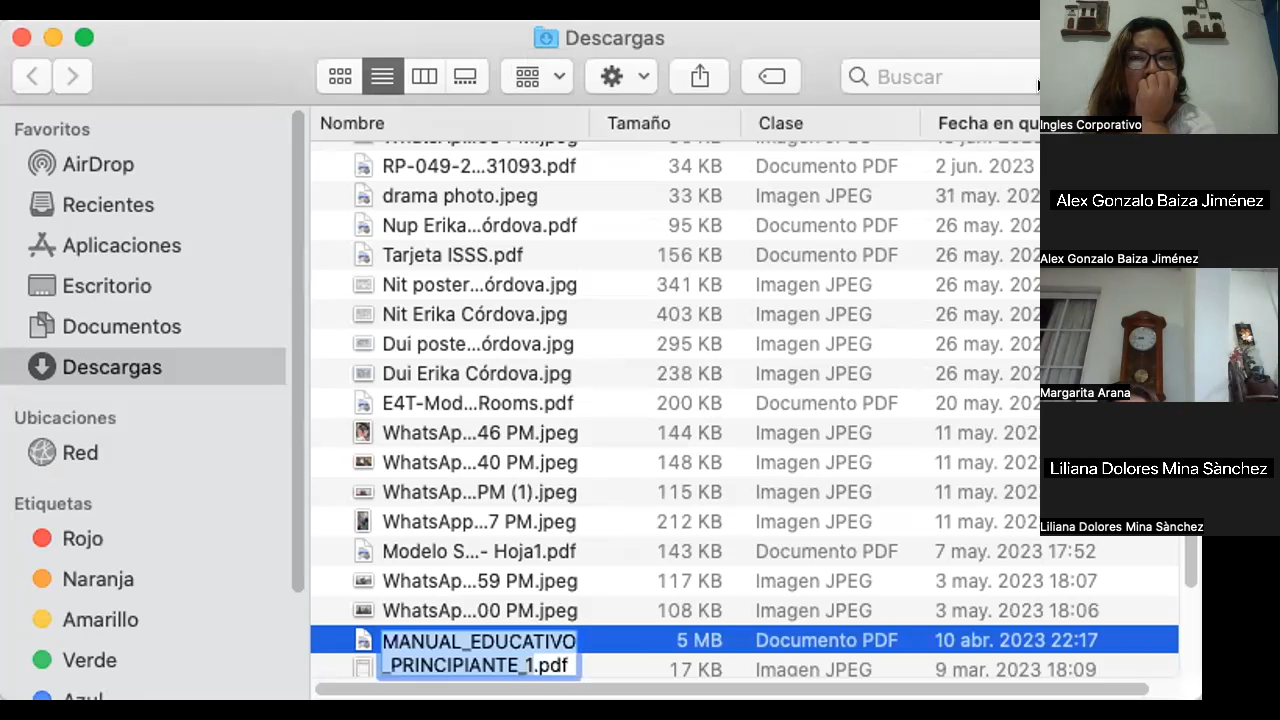 Descargas
Buscar
Favoritos
AirDrop
Recientes
Aplicaciones
Escritorio
Documentos
Descargas
Ubicaciones
Red
Etiquetas
Rojo
Naranja
Amarillo
Verde
Azul
Nombre Tamaño Clase Fecha en qu
RP-049-2...31093.pdf 34 KB Documento PDF 2 jun. 2023
drama photo.jpeg 33 KB Imagen JPEG 31 may. 202
Nup Erika...órdova.pdf 95 KB Documento PDF 26 may. 202
Tarjeta ISSS.pdf 156 KB Documento PDF 26 may. 202
Nit poster...órdova.jpg 341 KB Imagen JPEG 26 may. 202
Nit Erika Córdova.jpg 403 KB Imagen JPEG 26 may. 202
Dui poste...órdova.jpg 295 KB Imagen JPEG 26 may. 202
Dui Erika Córdova.jpg 238 KB Imagen JPEG 26 may. 202
E4T-Mod...Rooms.pdf 200 KB Documento PDF 20 may. 202
WhatsAp...46 PM.jpeg 144 KB Imagen JPEG 11 may. 202
WhatsAp...40 PM.jpeg 148 KB Imagen JPEG 11 may. 202
WhatsAp...PM (1).jpeg 115 KB Imagen JPEG 11 may. 202
WhatsApp...7 PM.jpeg 212 KB Imagen JPEG 11 may. 202
Modelo S...- Hoja1.pdf 143 KB Documento PDF 7 may. 2023 17:52
WhatsAp...59 PM.jpeg 117 KB Imagen JPEG 3 may. 2023 18:07
WhatsAp...00 PM.jpeg 108 KB Imagen JPEG 3 may. 2023 18:06
MANUAL_EDUCATIVO 5 MB Documento PDF 10 abr. 2023 22:17
_PRINCIPIANTE_1.pdf 17 KB Imagen JPEG 9 mar. 2023 18:09
Ingles Corporativo
Alex Gonzalo Baiza Jiménez
Alex Gonzalo Baiza Jiménez
Margarita Arana
Liliana Dolores Mina Sànchez
Liliana Dolores Mina Sànchez